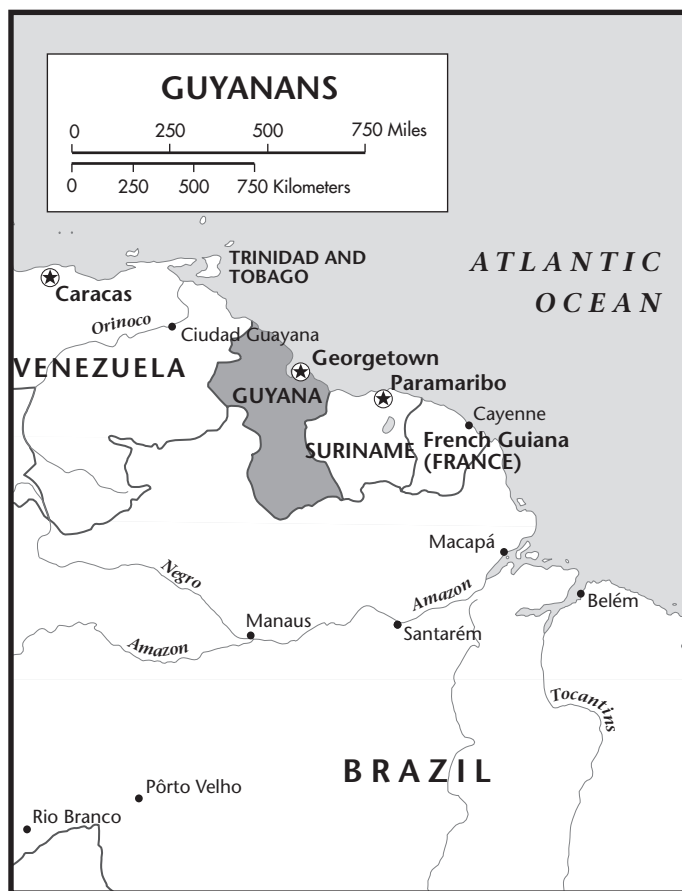 GUYANANS
0 250 500 750 Miles
0 250 500 750 Kilometers
TRINIDAD AND
TOBAGO
ATLANTIC
OCEAN
Caracas
Orinoco
Ciudad Guayana
VENEZUELA
Georgetown
GUYANA
Paramaribo
Cayenne
SURINAME
French Guiana
(FRANCE)
Macapá
Negro
Amazon
Belém
Manaus
Santarém
Amazon
Tocantins
BRAZIL
Pôrto Velho
Rio Branco